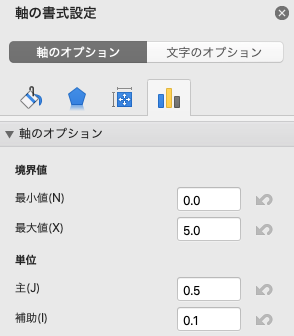 軸の書式設定
軸のオプション 文字のオプション
軸のオプション
境界値
最小値(N) 0.0
最大値(X) 5.0
単位
主(J) 0.5
補助(I) 0.1